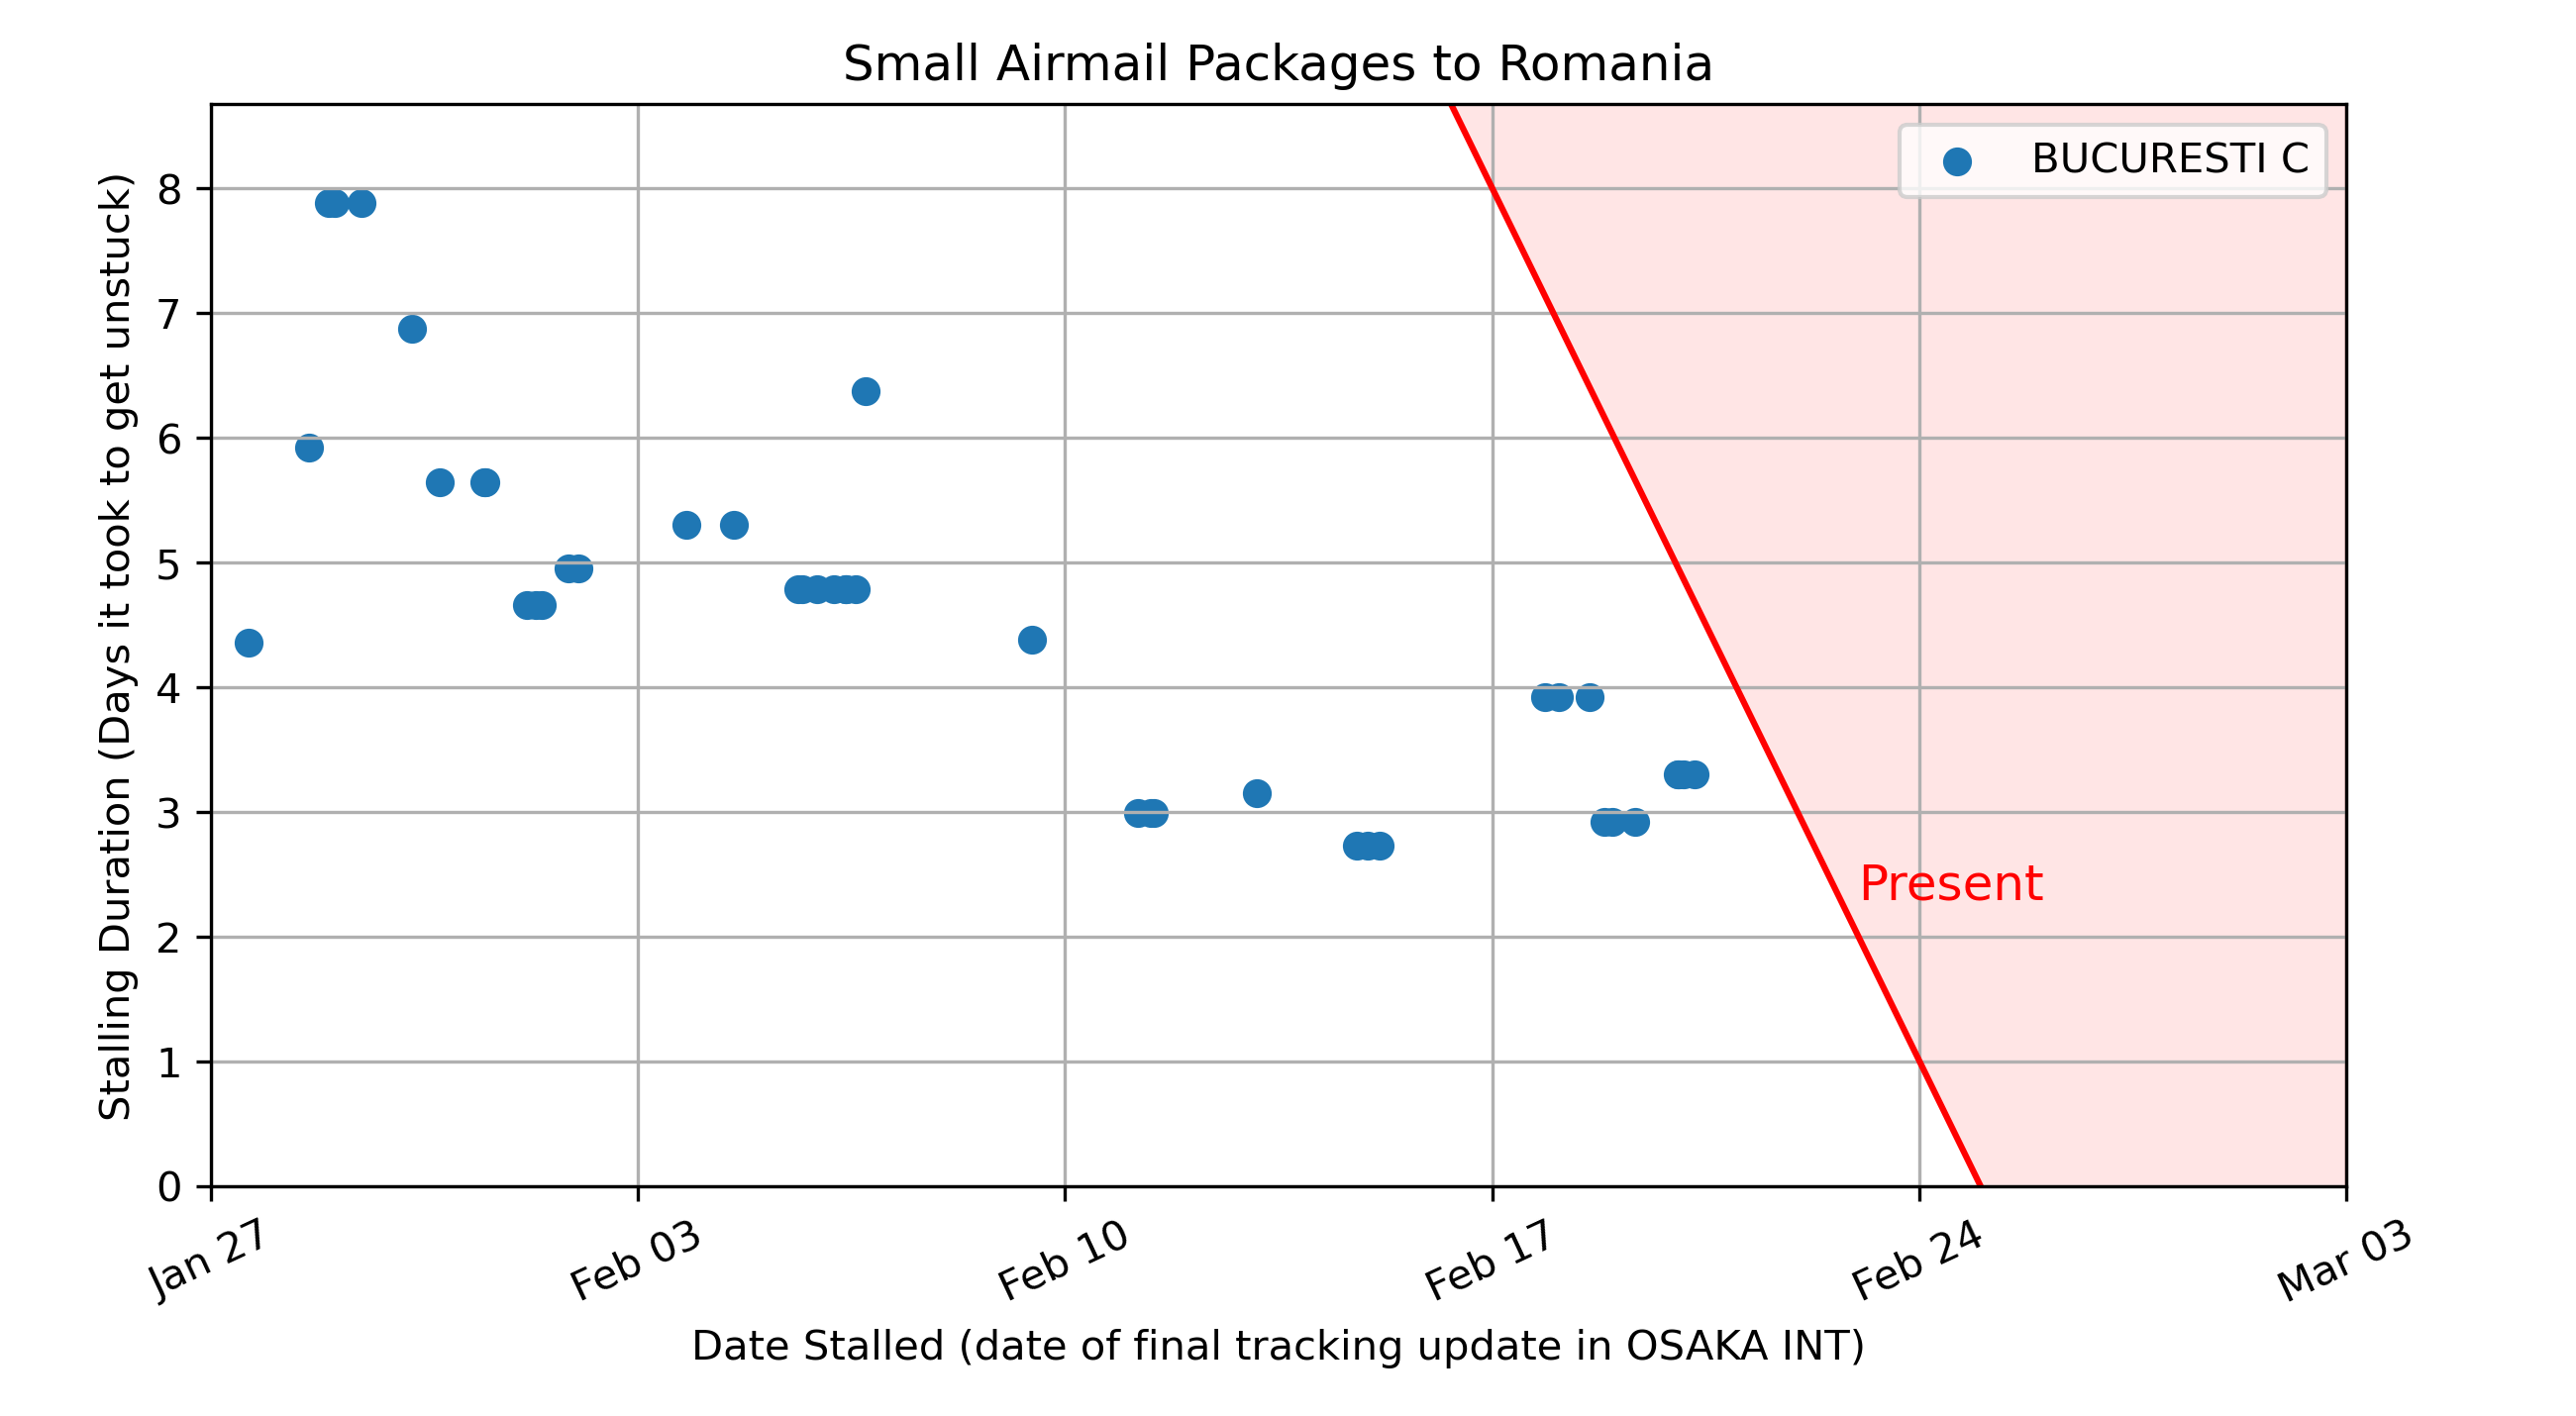 Small Airmail Packages to Romania
BUCURESTI C
Stalling Duration (Days it took to get unstuck)
8
7
6
5
4
3
2
1
0
Present
Jan 27
Feb 03
Feb 10
Feb 17
Feb 24
Mar 03
Date Stalled (date of final tracking update in OSAKA INT)